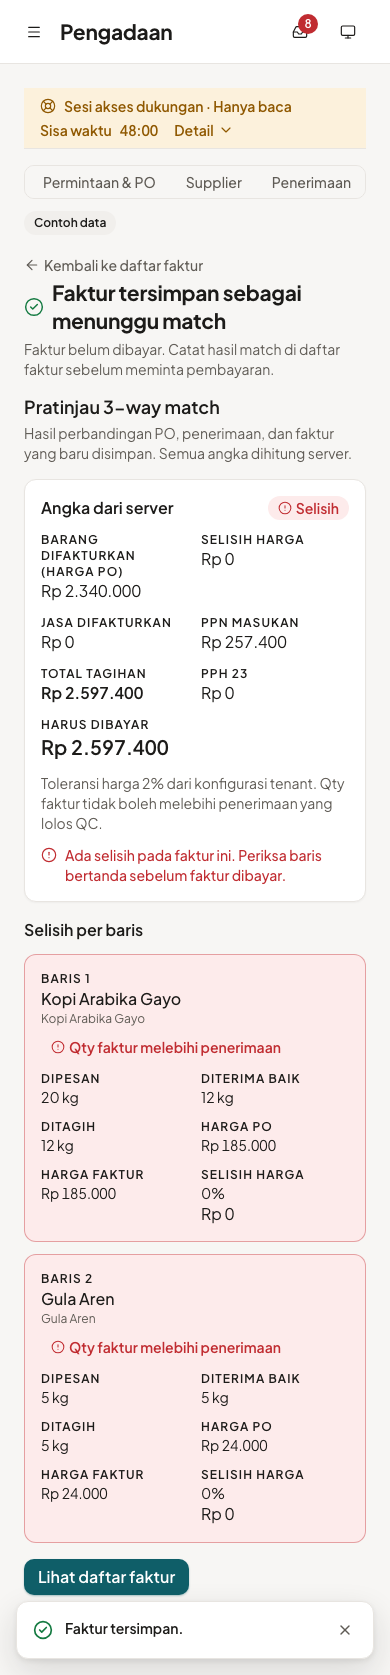 Pengadaan
8
Sesi akses dukungan · Hanya baca
Sisa waktu 48:00 Detail
Permintaan & PO Supplier Penerimaan
Contoh data
Kembali ke daftar faktur
Faktur tersimpan sebagai
menunggu match
Faktur belum dibayar. Catat hasil match di daftar
faktur sebelum meminta pembayaran.
Pratinjau 3-way match
Hasil perbandingan PO, penerimaan, dan faktur
yang baru disimpan. Semua angka dihitung server.
Angka dari server
Selisih
BARANG
DIFAKTURKAN
(HARGA PO)
Rp 2.340.000
SELISIH HARGA
Rp 0
JASA DIFAKTURKAN
Rp 0
PPN MASUKAN
Rp 257.400
TOTAL TAGIHAN
Rp 2.597.400
PPH 23
Rp 0
HARUS DIBAYAR
Rp 2.597.400
Toleransi harga 2% dari konfigurasi tenant. Qty
faktur tidak boleh melebihi penerimaan yang
lolos QC.
Ada selisih pada faktur ini. Periksa baris
bertanda sebelum faktur dibayar.
Selisih per baris
BARIS 1
Kopi Arabika Gayo
Kopi Arabika Gayo
Qty faktur melebihi penerimaan
DIPESAN
20 kg
DITERIMA BAIK
12 kg
DITAGIH
12 kg
HARGA PO
Rp 185.000
HARGA FAKTUR
Rp 185.000
SELISIH HARGA
0%
Rp 0
BARIS 2
Gula Aren
Gula Aren
Qty faktur melebihi penerimaan
DIPESAN
5 kg
DITERIMA BAIK
5 kg
DITAGIH
5 kg
HARGA PO
Rp 24.000
HARGA FAKTUR
Rp 24.000
SELISIH HARGA
0%
Rp 0
Lihat daftar faktur
Faktur tersimpan.